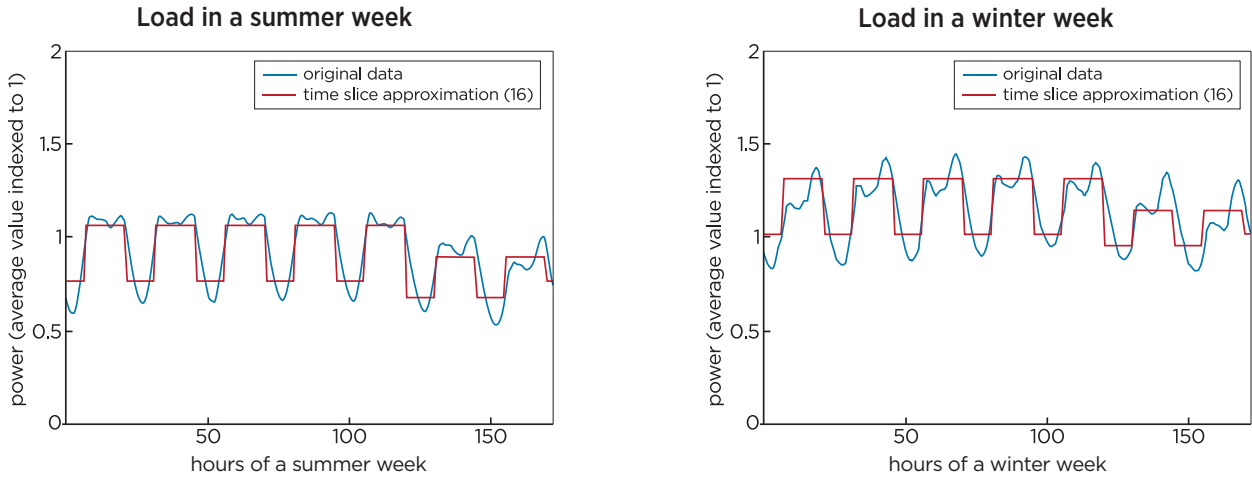 Load in a summer week
power (average value indexed to 1)
2
1.5
1
0.5
0
original data
time slice approximation (16)
50
100
150
hours of a summer week
Load in a winter week
power (average value indexed to 1)
2
1.5
1
0.5
0
original data
time slice approximation (16)
50
100
150
hours of a winter week